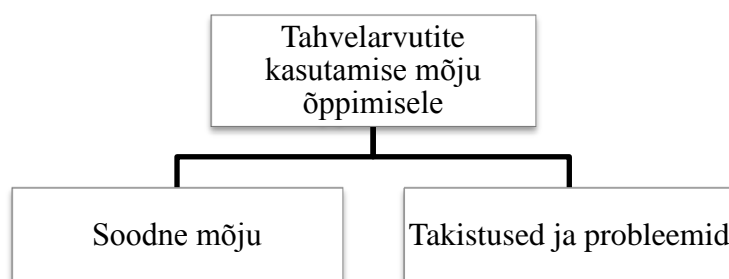 Tahvelarvutite
kasutamise mõju
õppimisele
Soodne mõju
Takistused ja probleemid